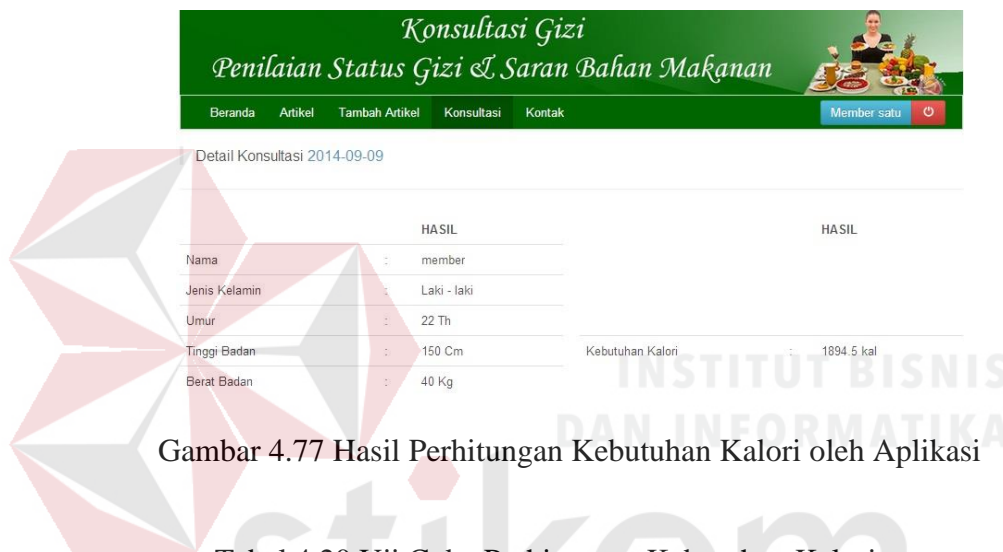 Konsultasi Gizi
Penilaian Status Gizi & Saran Bahan Makanan
Beranda Artikel Tambah Artikel Konsultasi Kontak Member satu
Detail Konsultasi 2014-09-09
HASIL HASIL
Nama : member
Jenis Kelamin : Laki - laki
Umur : 22 Th
Tinggi Badan : 150 Cm Kebutuhan Kalori : 1894.5 kal
Berat Badan : 40 Kg
INSTITUT BISNIS
DAN INFORMATIKA
Gambar 4.77 Hasil Perhitungan Kebutuhan Kalori oleh Aplikasi
stikom